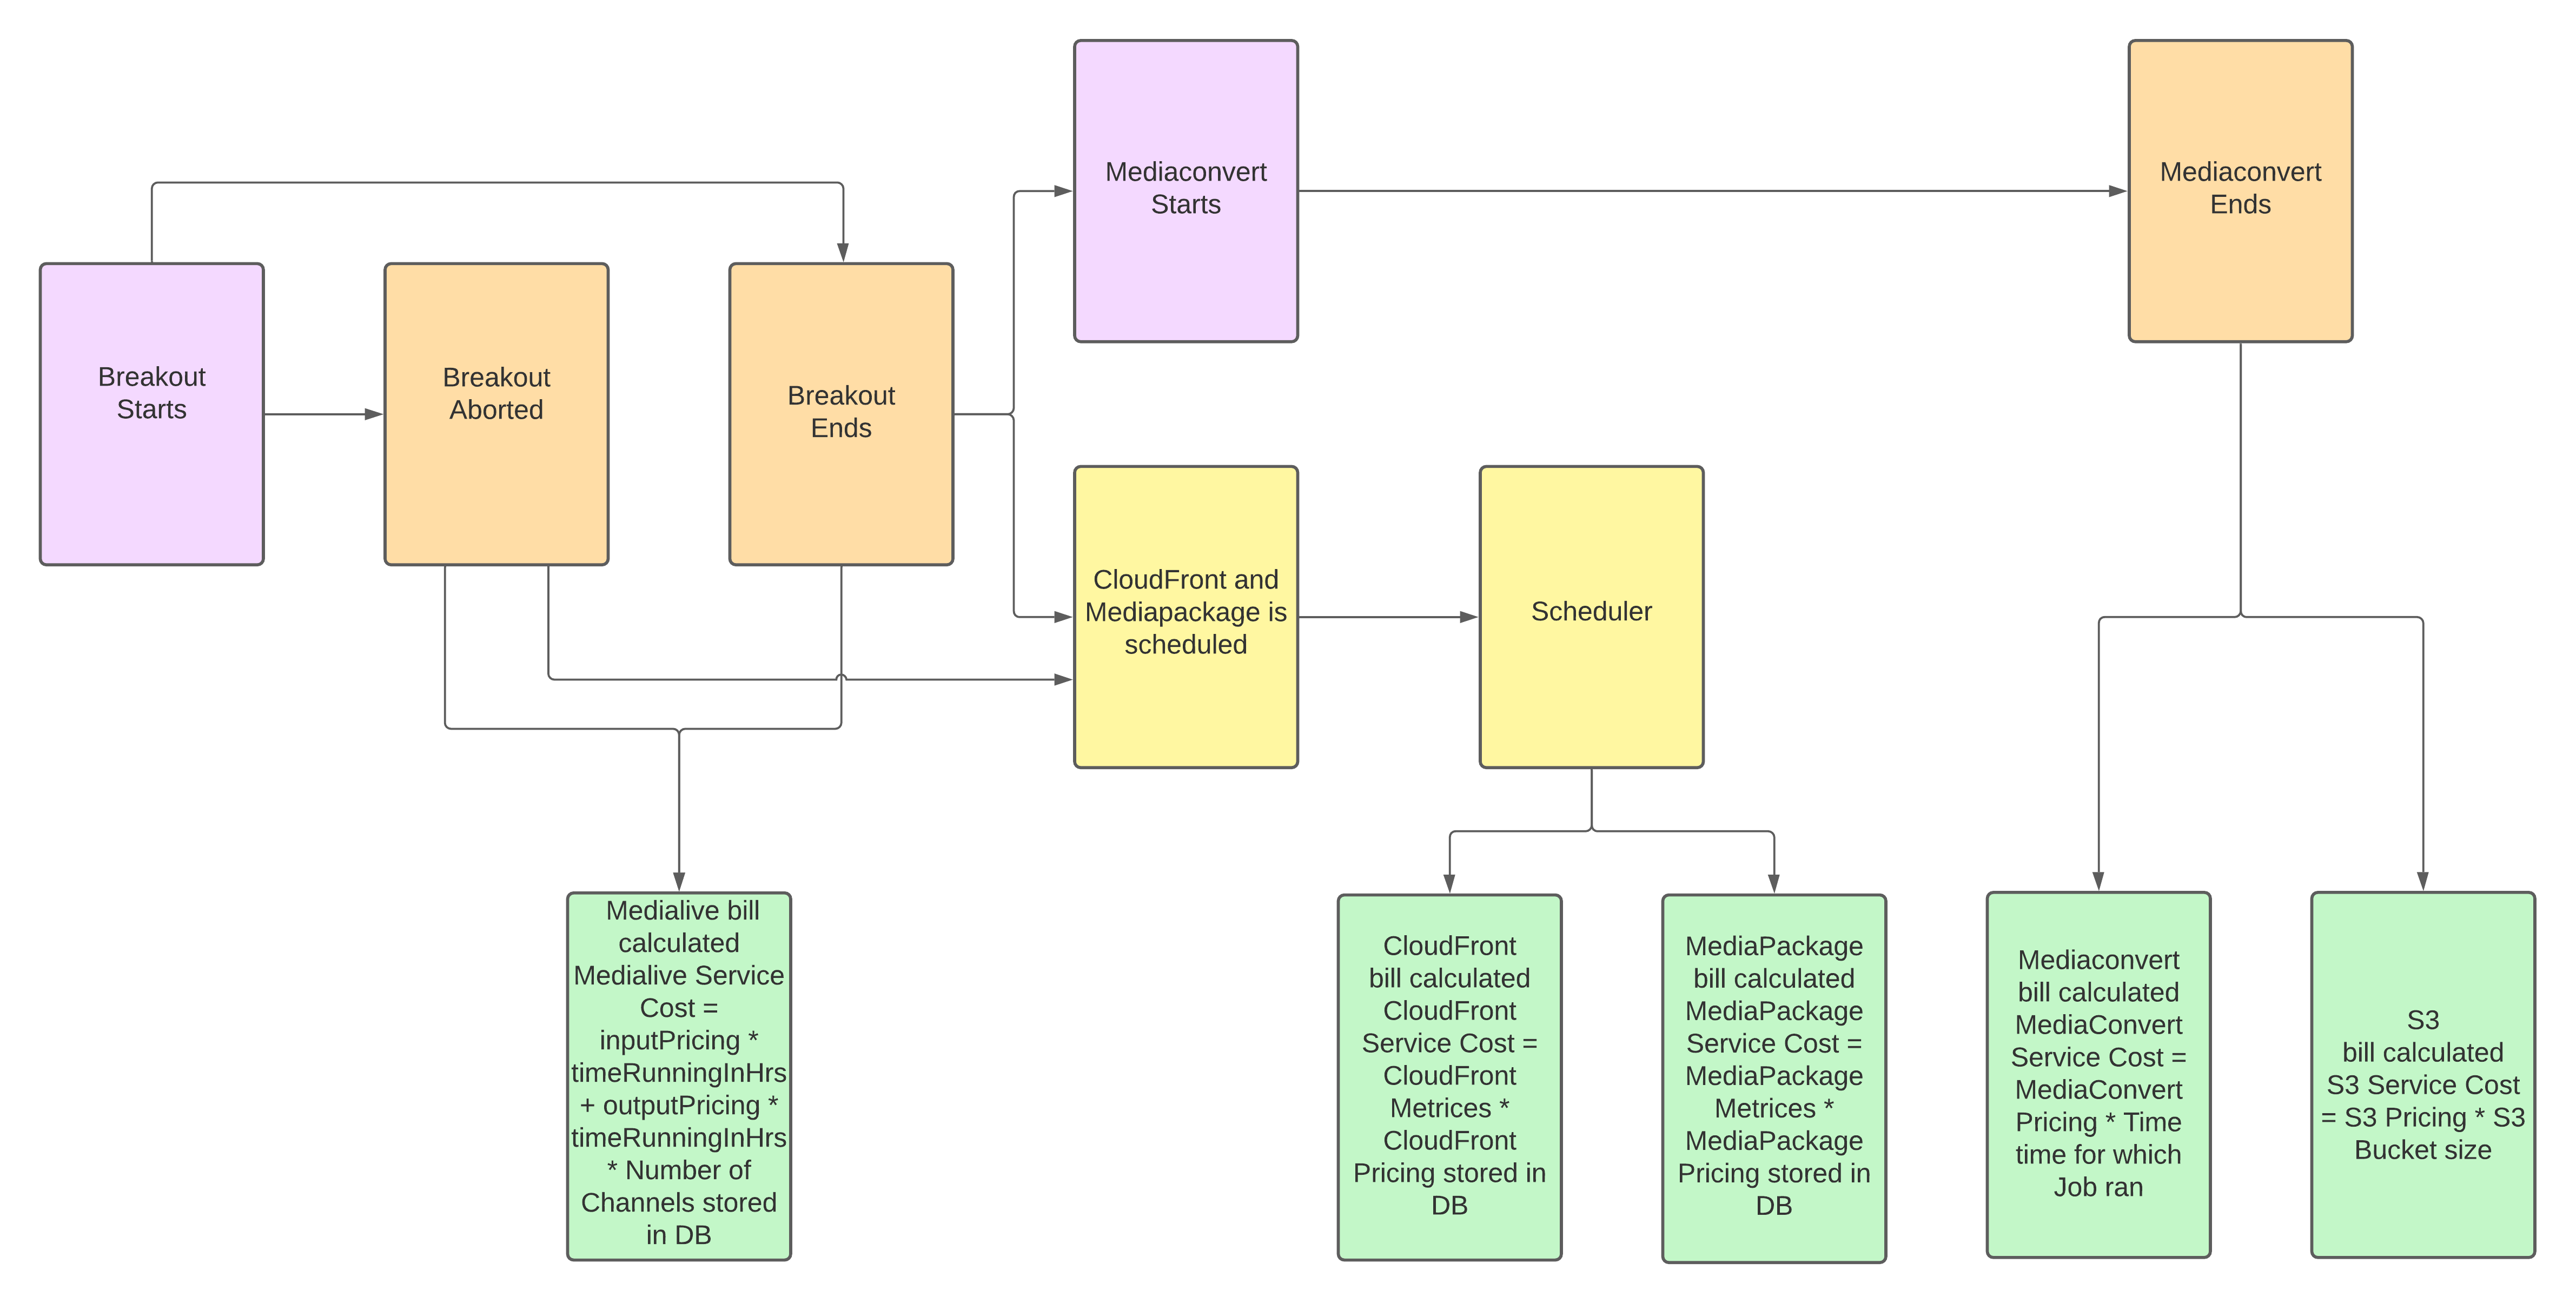 Mediaconvert
Starts
Mediaconvert
Ends
Breakout
Starts
Breakout
Aborted
Breakout
Ends
CloudFront and
Mediapackage is
scheduled
Scheduler
Medialive bill
calculated
Medialive Service
Cost =
inputPricing *
timeRunningInHrs
+ outputPricing *
timeRunningInHrs
* Number of
Channels stored
in DB
CloudFront
bill calculated
CloudFront
Service Cost =
CloudFront
Metrices *
CloudFront
Pricing stored in
DB
MediaPackage
bill calculated
MediaPackage
Service Cost =
MediaPackage
Metrices *
MediaPackage
Pricing stored in
DB
Mediaconvert
bill calculated
MediaConvert
Service Cost =
MediaConvert
Pricing * Time
time for which
Job ran
S3
bill calculated
S3 Service Cost
= S3 Pricing * S3
Bucket size